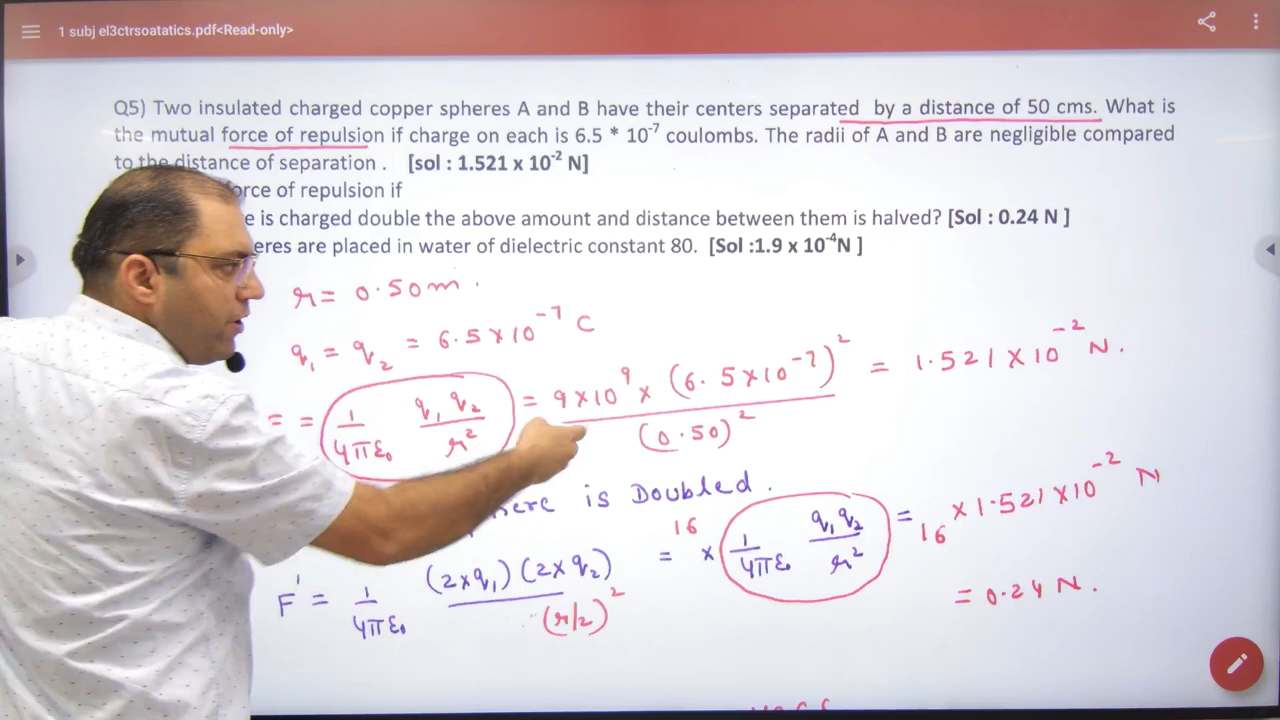 1 subj el3ctrsoatatics.pdf<Read-only>
Q5) Two insulated charged copper spheres A and B have their centers separated by a distance of 50 cms. What is
the mutual force of repulsion if charge on each is 6.5 * 10⁻⁷ coulombs. The radii of A and B are negligible compared
to the distance of separation . [sol : 1.521 x 10⁻² N]
orce of repulsion if
e is charged double the above amount and distance between them is halved? [Sol : 0.24 N ]
eres are placed in water of dielectric constant 80. [Sol :1.9 x 10⁻⁴N ]
r = 0.50m .
q₁ = q₂ = 6.5 × 10⁻⁷ C
= = 1/4πε₀ q₁ q₂/r² = 9×10⁹ × (6.5×10⁻⁷)²/(0.50)² = 1.521 × 10⁻² N .
here is Doubled .
F' = 1/4πε₀ (2×q₁)(2×q₂)/(r/2)² = 16 × 1/4πε₀ q₁q₂/r² = 16 × 1.521 × 10⁻² N
= 0.24 N .